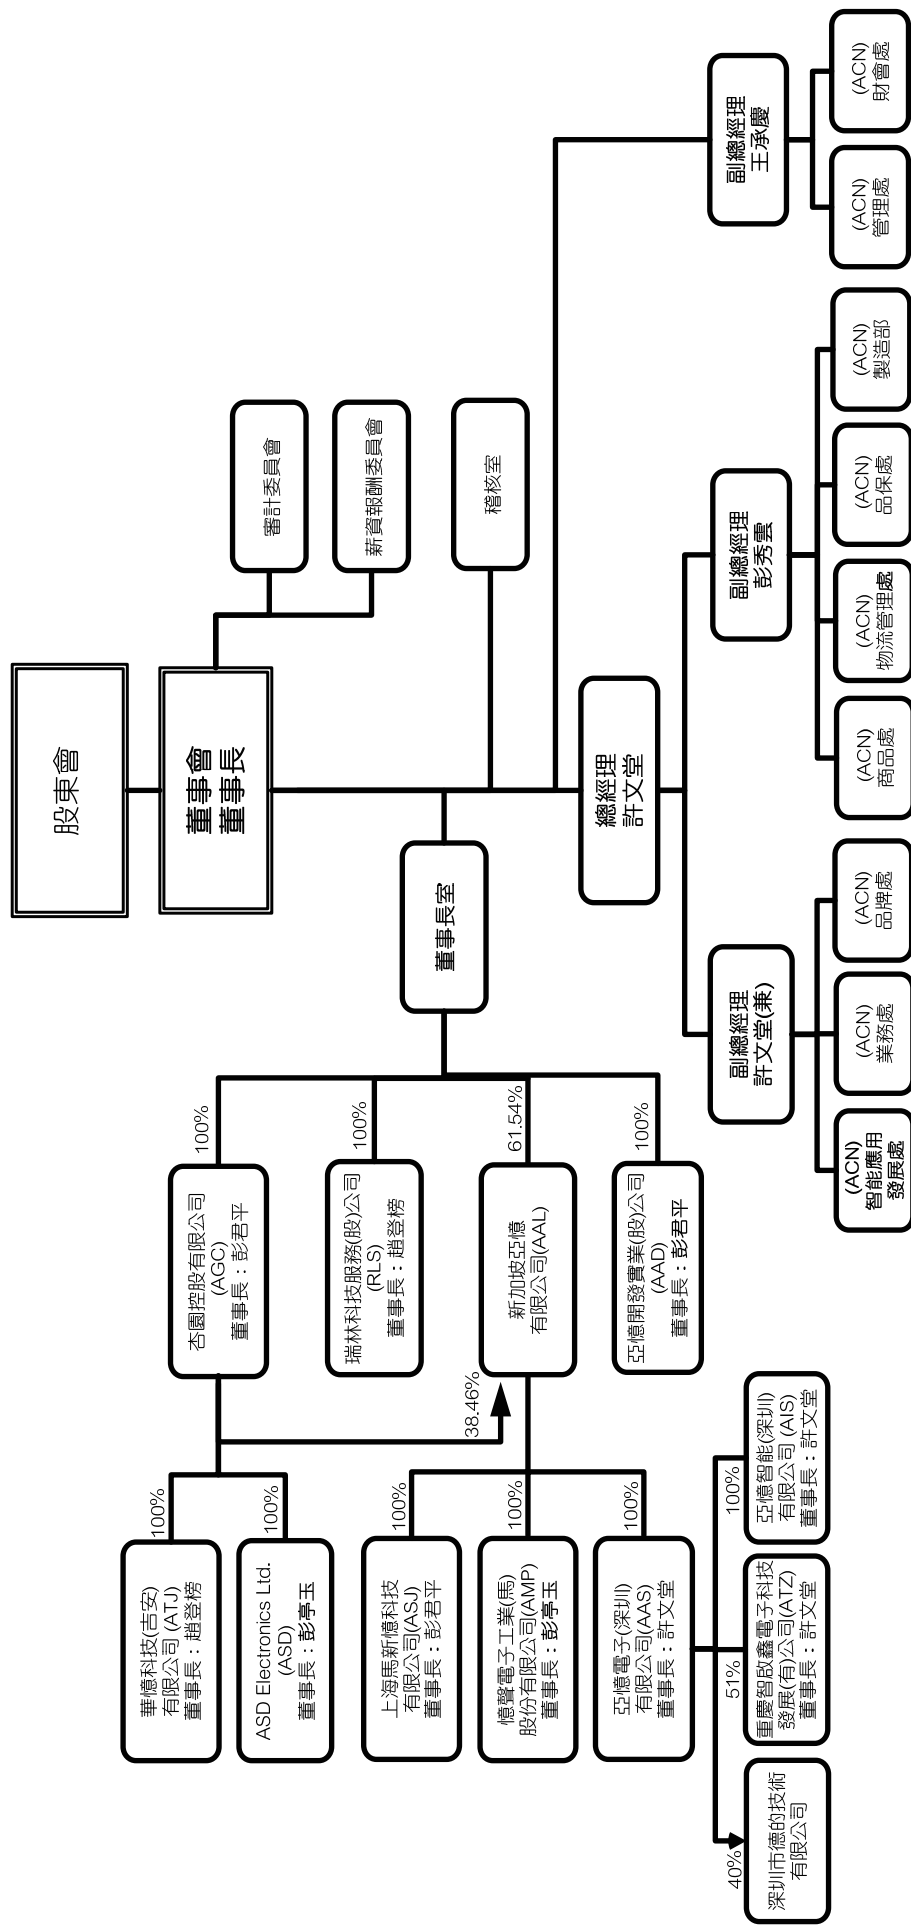 股東會
董事會
董事長
審計委員會
薪資報酬委員會
稽核室
董事長室
100%
杏園控股有限公司
(AGC)
董事長：彭君平
100%
瑞林科技服務(股)公司
(RLS)
董事長：趙登榜
61.54%
新加坡亞憶
有限公司(AAL)
100%
亞憶開發實業(股)公司
(AAD)
董事長：彭君平
38.46%
100%
華憶科技(吉安)
有限公司 (ATJ)
董事長：趙登榜
100%
ASD Electronics Ltd.
(ASD)
董事長：彭亭玉
100%
上海馬新憶科技
有限公司(ASJ)
董事長：彭君平
100%
憶聲電子工業(馬)
股份有限公司(AMP)
董事長：彭亭玉
100%
亞憶電子(深圳)
有限公司(AAS)
董事長：許文堂
40%
深圳市德的技術
有限公司
51%
重慶智啟鑫電子科技
發展(有)公司(ATZ)
董事長：許文堂
100%
亞憶智能(深圳)
有限公司 (AIS)
董事長：許文堂
總經理
許文堂
副總經理
許文堂(兼)
(ACN)
智能應用
發展處
(ACN)
業務處
(ACN)
品牌處
副總經理
彭秀雲
(ACN)
商品處
(ACN)
物流管理處
(ACN)
品保處
(ACN)
製造部
副總經理
王承慶
(ACN)
管理處
(ACN)
財會處